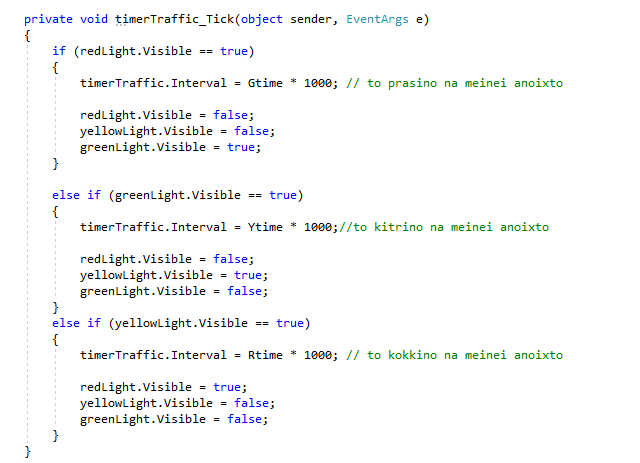 private void timerTraffic_Tick(object sender, EventArgs e)
{
if (redLight.Visible == true)
{
timerTraffic.Interval = Gtime * 1000; // to prasino na meinei anoixto
redLight.Visible = false;
yellowLight.Visible = false;
greenLight.Visible = true;
}
else if (greenLight.Visible == true)
{
timerTraffic.Interval = Ytime * 1000;//to kitrino na meinei anoixto
redLight.Visible = false;
yellowLight.Visible = true;
greenLight.Visible = false;
}
else if (yellowLight.Visible == true)
{
timerTraffic.Interval = Rtime * 1000; // to kokkino na meinei anoixto
redLight.Visible = true;
yellowLight.Visible = false;
greenLight.Visible = false;
}
}